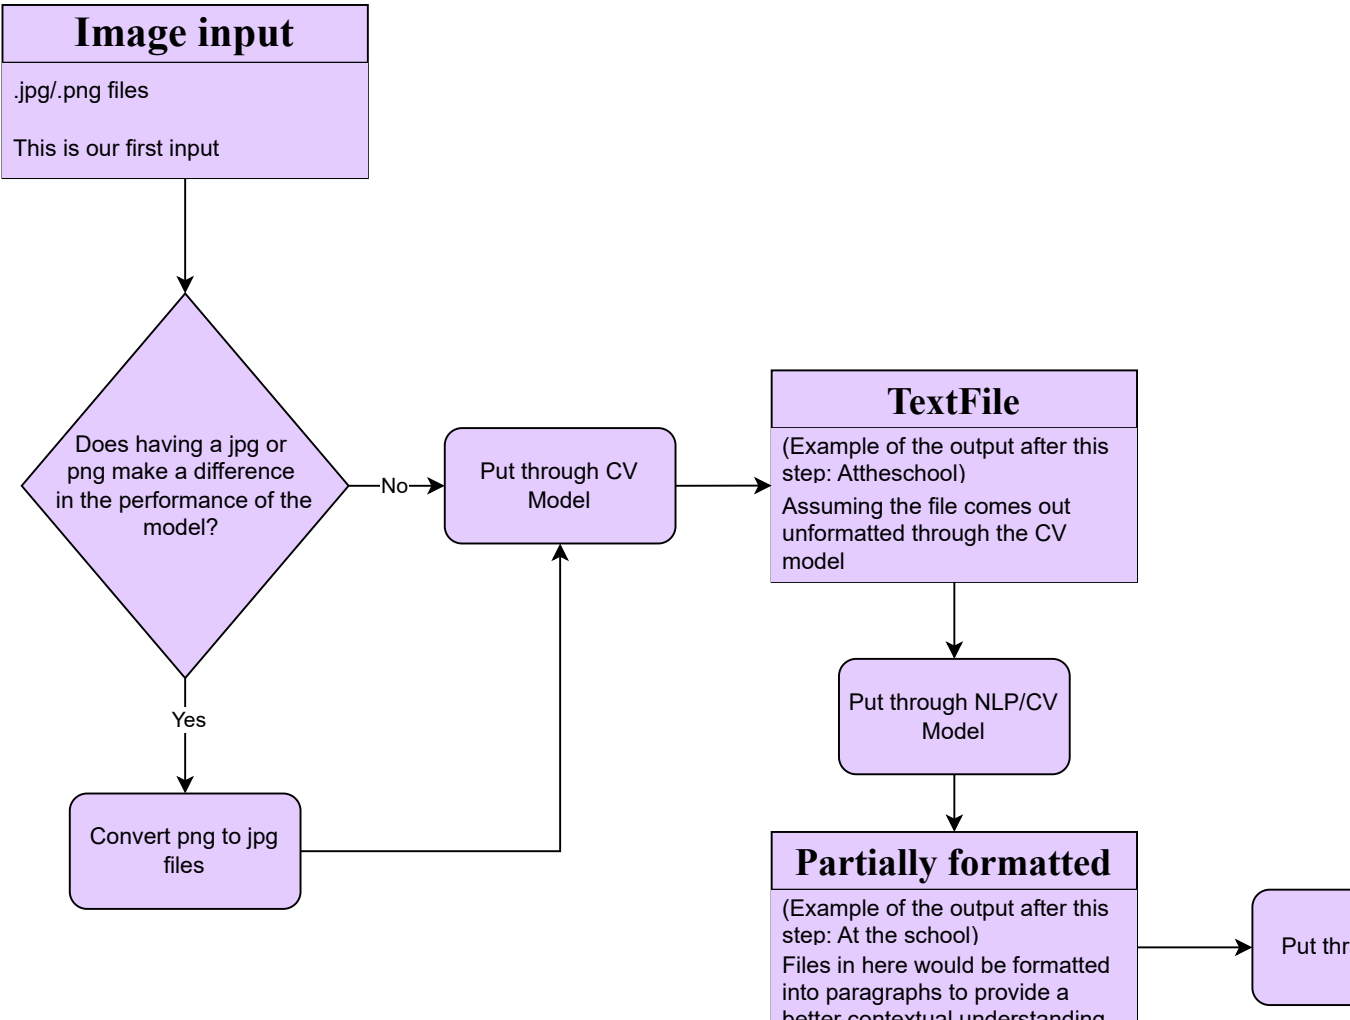 Image input
.jpg/.png files
This is our first input
Does having a jpg or
png make a difference
in the performance of the
model?
No
Put through CV
Model
TextFile
(Example of the output after this
step: Attheschool)
Assuming the file comes out
unformatted through the CV
model
Put through NLP/CV
Model
Yes
Convert png to jpg
files
Partially formatted
(Example of the output after this
step: At the school)
Files in here would be formatted
into paragraphs to provide a
better contextual understanding
Put